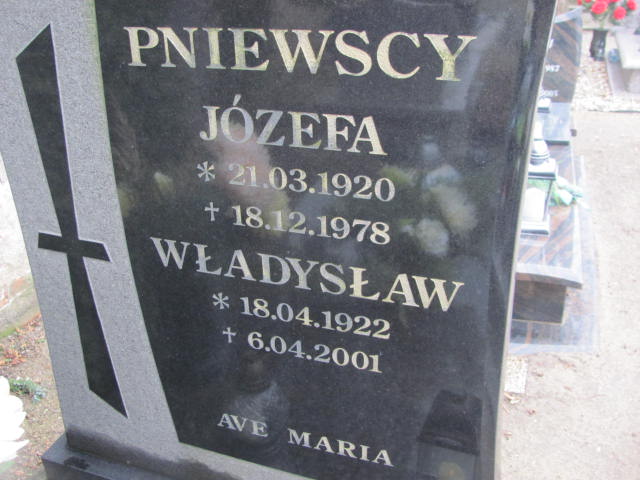 PNIEWSCY
JÓZEFA
* 21.03.1920
+ 18.12.1978
WŁADYSŁAW
* 18.04.1922
+ 6.04.2001
AVE MARIA